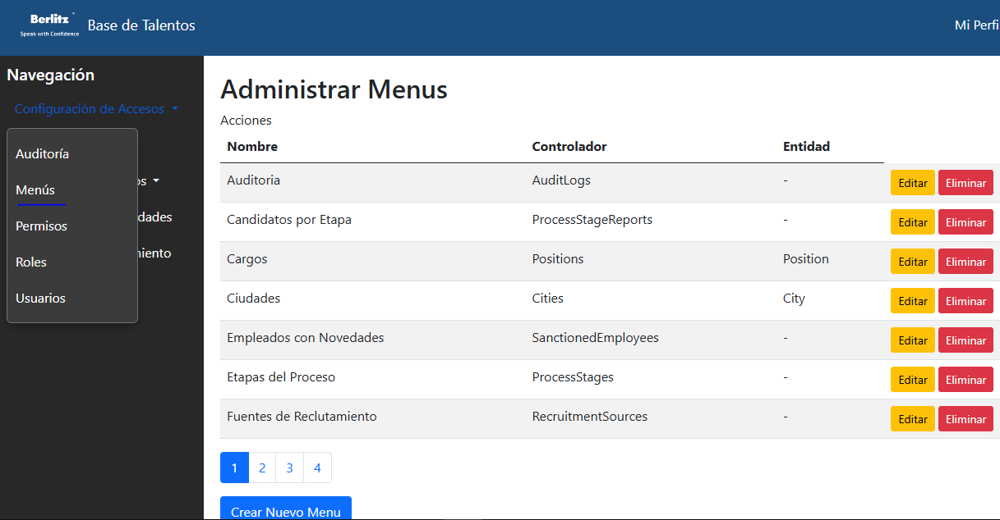 Berlitz
Speak with Confidence
Base de Talentos
Mi Perfi
Navegación
Configuración de Accesos
Auditoría
Menús
os
Permisos
dades
Roles
niento
Usuarios
Administrar Menus
Acciones
Nombre Controlador Entidad
Auditoria AuditLogs - Editar Eliminar
Candidatos por Etapa ProcessStageReports - Editar Eliminar
Cargos Positions Position Editar Eliminar
Ciudades Cities City Editar Eliminar
Empleados con Novedades SanctionedEmployees - Editar Eliminar
Etapas del Proceso ProcessStages - Editar Eliminar
Fuentes de Reclutamiento RecruitmentSources - Editar Eliminar
1 2 3 4
Crear Nuevo Menu